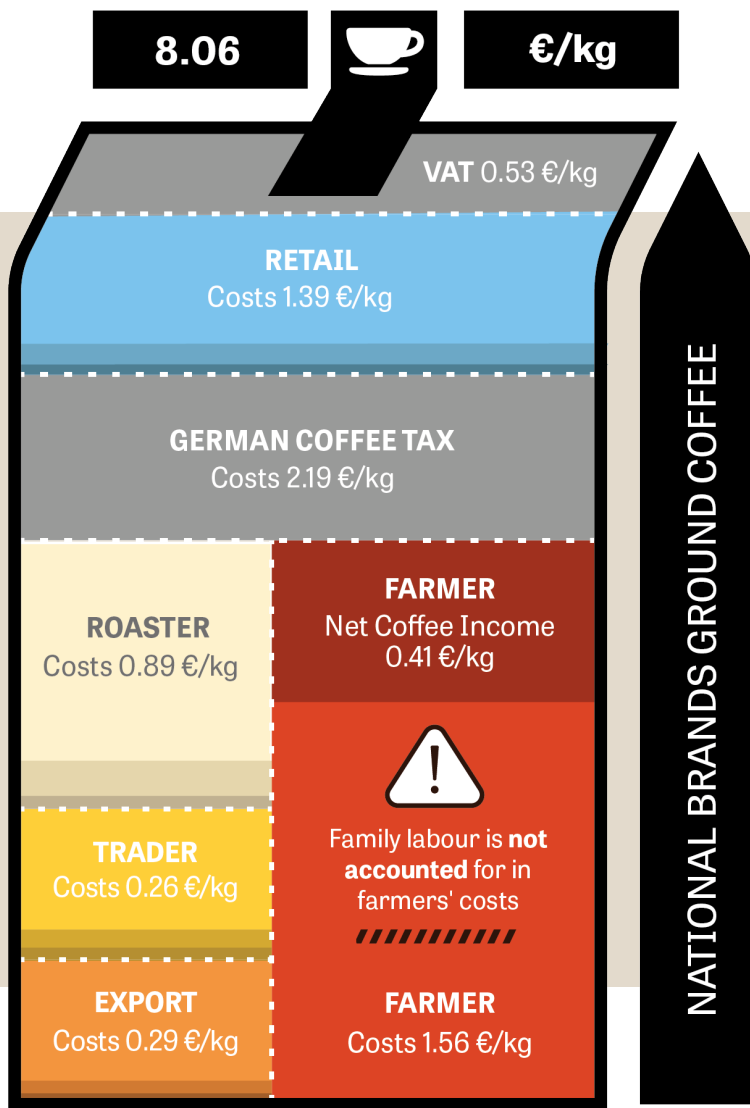 8.06
€/kg
VAT 0.53 €/kg
RETAIL
Costs 1.39 €/kg
GERMAN COFFEE TAX
Costs 2.19 €/kg
ROASTER
Costs 0.89 €/kg
FARMER
Net Coffee Income
0.41 €/kg
!
Family labour is not
accounted for in
farmers' costs
TRADER
Costs 0.26 €/kg
EXPORT
Costs 0.29 €/kg
FARMER
Costs 1.56 €/kg
NATIONAL BRANDS GROUND COFFEE